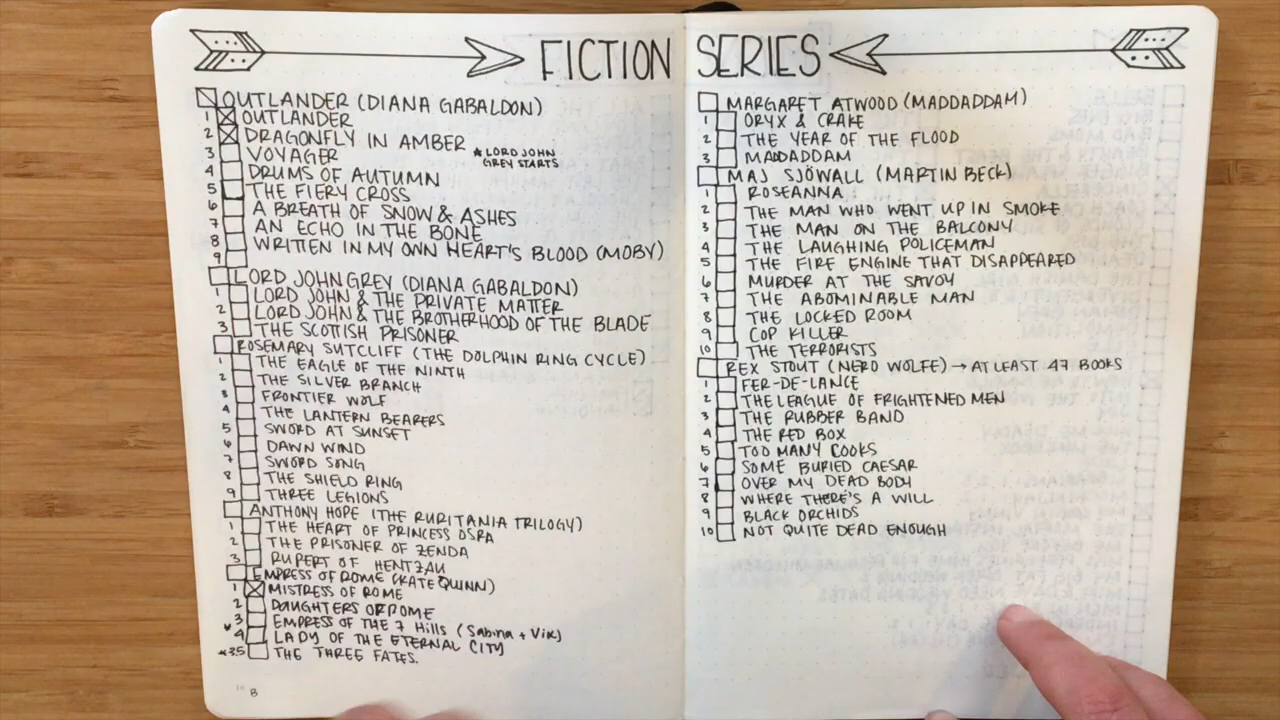 FICTION SERIES
OUTLANDER (DIANA GABALDON)
1 OUTLANDER
2 DRAGONFLY IN AMBER
3 VOYAGER ★ LORD JOHN
GREY STARTS
4 DRUMS OF AUTUMN
5 THE FIERY CROSS
6 A BREATH OF SNOW & ASHES
7 AN ECHO IN THE BONE
8 WRITTEN IN MY OWN HEART'S BLOOD (MOBY)
9
LORD JOHN GREY (DIANA GABALDON)
1 LORD JOHN & THE PRIVATE MATTER
2 LORD JOHN & THE BROTHERHOOD OF THE BLADE
3 THE SCOTTISH PRISONER
ROSEMARY SUTCLIFF (THE DOLPHIN RING CYCLE)
1 THE EAGLE OF THE NINTH
2 THE SILVER BRANCH
3 FRONTIER WOLF
4 THE LANTERN BEARERS
5 SWORD AT SUNSET
6 DAWN WIND
7 SWORD SONG
8 THE SHIELD RING
9 THREE LEGIONS
ANTHONY HOPE (THE RURITANIA TRILOGY)
1 THE HEART OF PRINCESS OSRA
2 THE PRISONER OF ZENDA
3 RUPERT OF HENTZAU
EMPRESS OF ROME (KATE QUINN)
1 MISTRESS OF ROME
2 DAUGHTERS OF ROME
3 EMPRESS OF THE 7 HILLS (Sabina + Vix)
4 LADY OF THE ETERNAL CITY
★3.5 THE THREE FATES.
MARGARET ATWOOD (MADDADDAM)
1 ORYX & CRAKE
2 THE YEAR OF THE FLOOD
3 MADDADDAM
MAJ SJÖWALL (MARTIN BECK)
1 ROSEANNA
2 THE MAN WHO WENT UP IN SMOKE
3 THE MAN ON THE BALCONY
4 THE LAUGHING POLICEMAN
5 THE FIRE ENGINE THAT DISAPPEARED
6 MURDER AT THE SAVOY
7 THE ABOMINABLE MAN
8 THE LOCKED ROOM
9 COP KILLER
10 THE TERRORISTS
REX STOUT (NERO WOLFE) → AT LEAST 47 BOOKS
1 FER-DE-LANCE
2 THE LEAGUE OF FRIGHTENED MEN
3 THE RUBBER BAND
4 THE RED BOX
5 TOO MANY COOKS
6 SOME BURIED CAESAR
7 OVER MY DEAD BODY
8 WHERE THERE'S A WILL
9 BLACK ORCHIDS
10 NOT QUITE DEAD ENOUGH